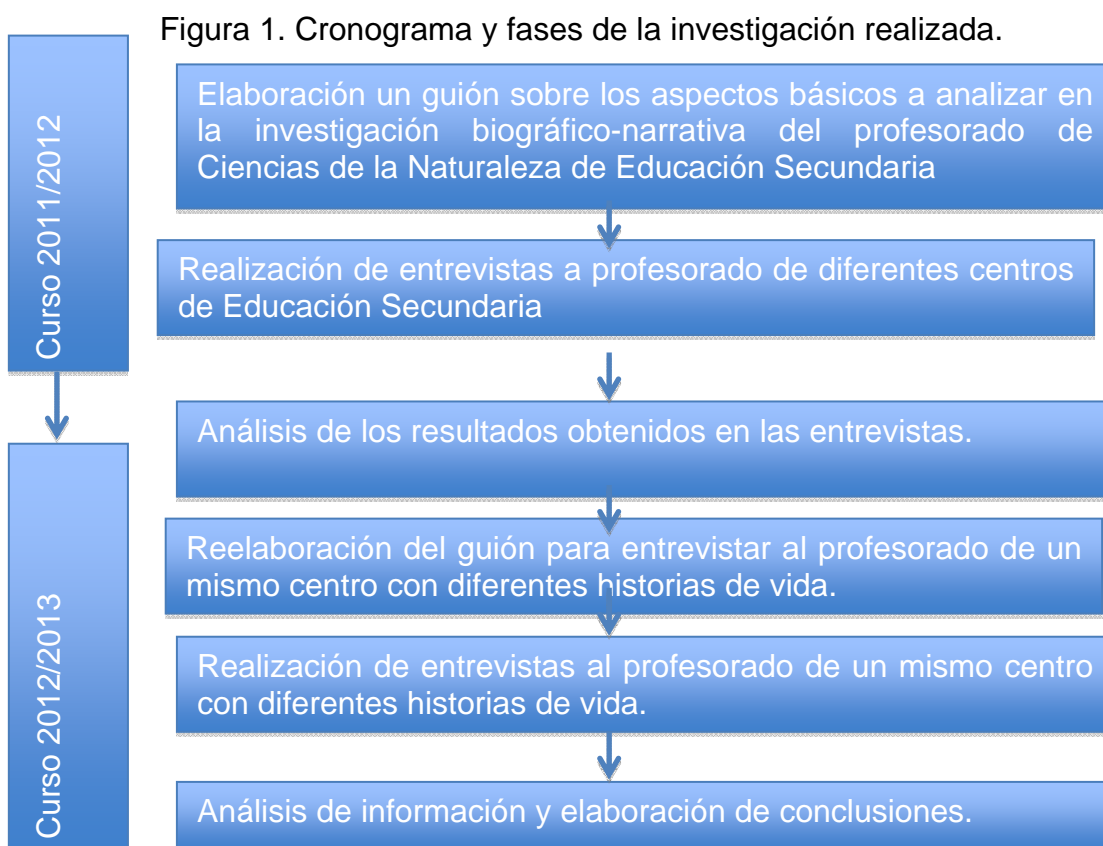 Figura 1. Cronograma y fases de la investigación realizada.
Curso 2011/2012
Elaboración un guión sobre los aspectos básicos a analizar en
la investigación biográfico-narrativa del profesorado de
Ciencias de la Naturaleza de Educación Secundaria
Realización de entrevistas a profesorado de diferentes centros
de Educación Secundaria
Curso 2012/2013
Análisis de los resultados obtenidos en las entrevistas.
Reelaboración del guión para entrevistar al profesorado de un
mismo centro con diferentes historias de vida.
Realización de entrevistas al profesorado de un mismo centro
con diferentes historias de vida.
Análisis de información y elaboración de conclusiones.